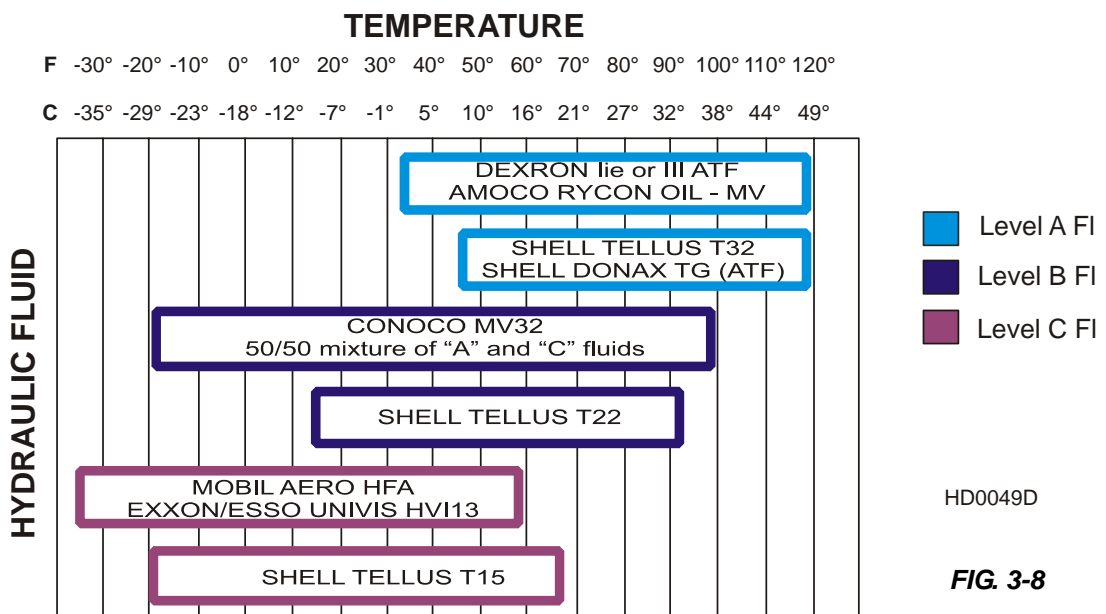 TEMPERATURE
F -30° -20° -10° 0° 10° 20° 30° 40° 50° 60° 70° 80° 90° 100° 110° 120°
C -35° -29° -23° -18° -12° -7° -1° 5° 10° 16° 21° 27° 32° 38° 44° 49°
HYDRAULIC FLUID
DEXRON Iie or III ATF
AMOCO RYCON OIL - MV
SHELL TELLUS T32
SHELL DONAX TG (ATF)
CONOCO MV32
50/50 mixture of “A” and “C” fluids
SHELL TELLUS T22
MOBIL AERO HFA
EXXON/ESSO UNIVIS HVI13
SHELL TELLUS T15
Level A Fl
Level B Fl
Level C Fl
HD0049D
FIG. 3-8